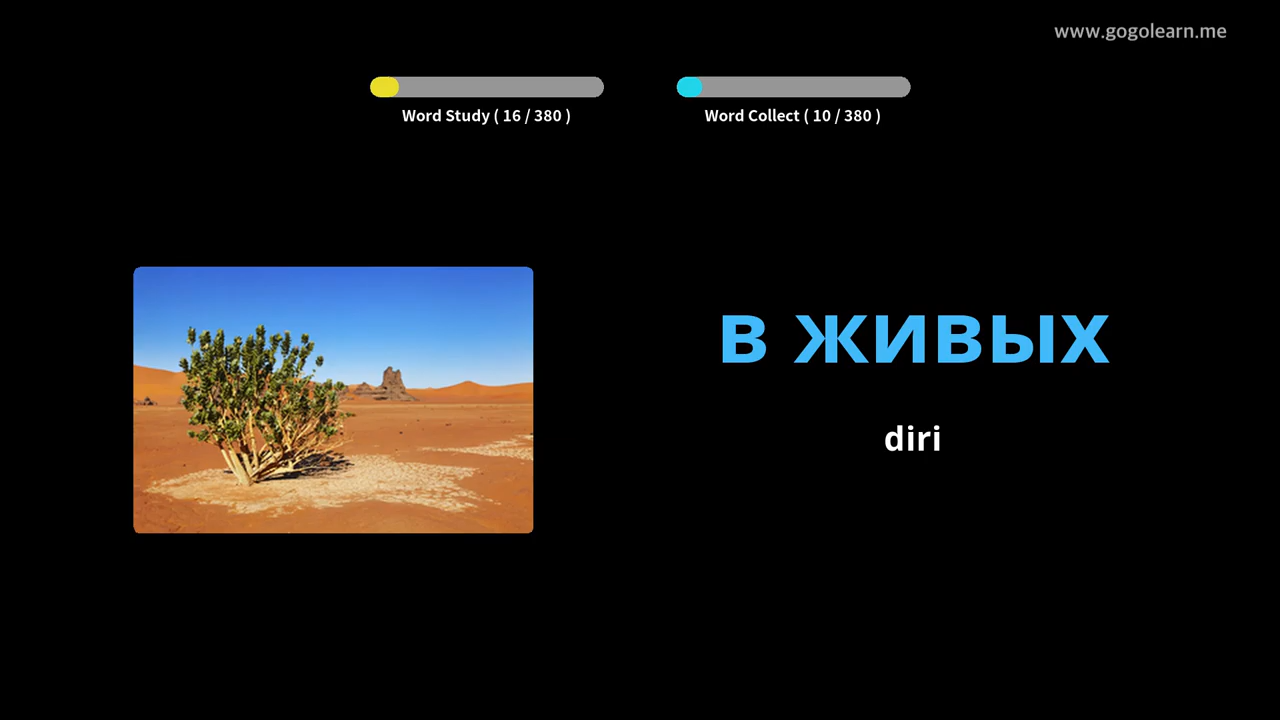 www.gogolearn.me
Word Study ( 16 / 380 )
Word Collect ( 10 / 380 )
в живых
diri